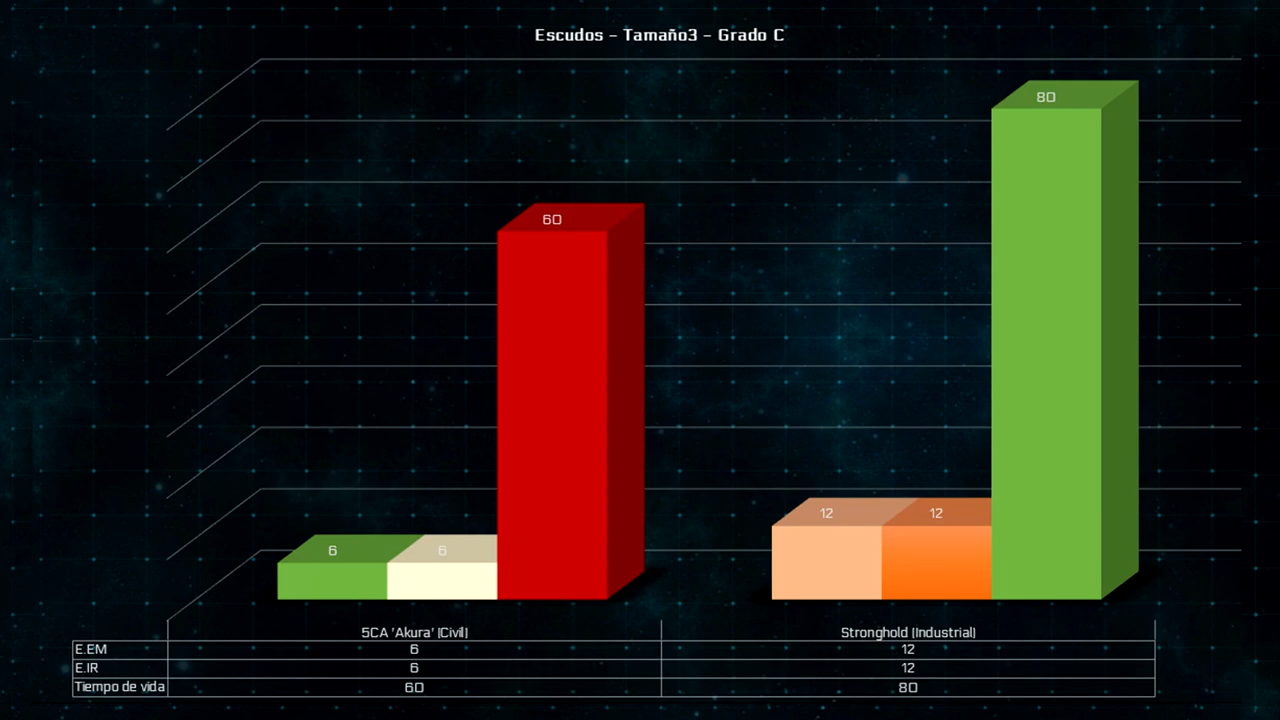 Escudos – Tamaño3 – Grado C
80
60
12 12
6 6
5CA 'Akura' (Civil) Stronghold (Industrial)
E.EM 6 12
E.IR 6 12
Tiempo de vida 60 80